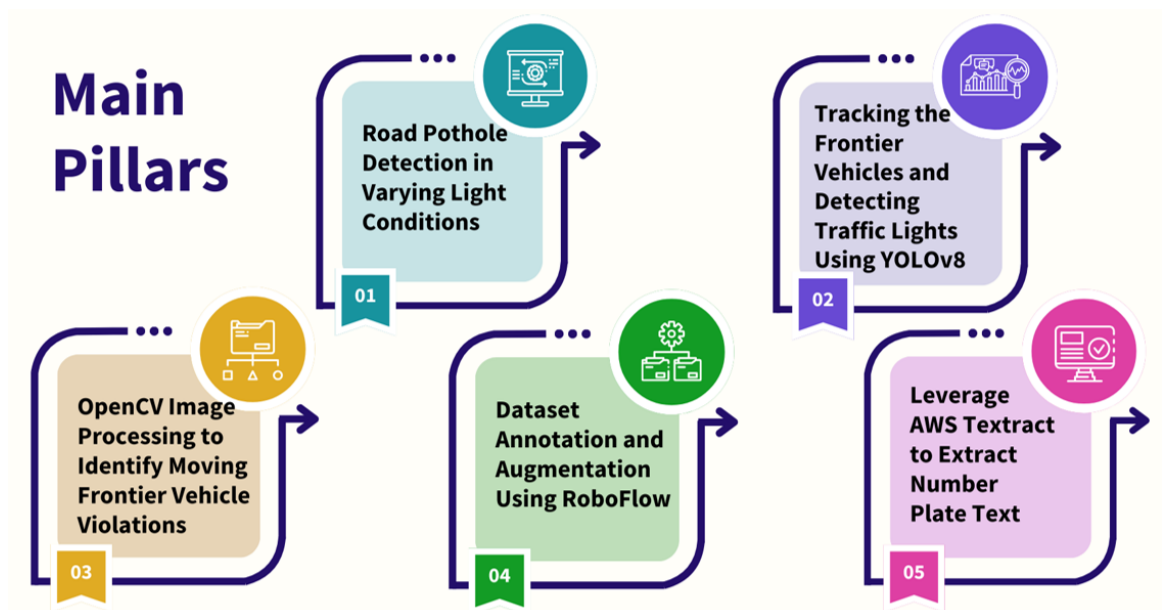 Main
Pillars
Road Pothole
Detection in
Varying Light
Conditions
01
Tracking the
Frontier
Vehicles and
Detecting
Traffic Lights
Using YOLOv8
02
OpenCV Image
Processing to
Identify Moving
Frontier Vehicle
Violations
03
Dataset
Annotation and
Augmentation
Using RoboFlow
04
Leverage
AWS Textract
to Extract
Number
Plate Text
05